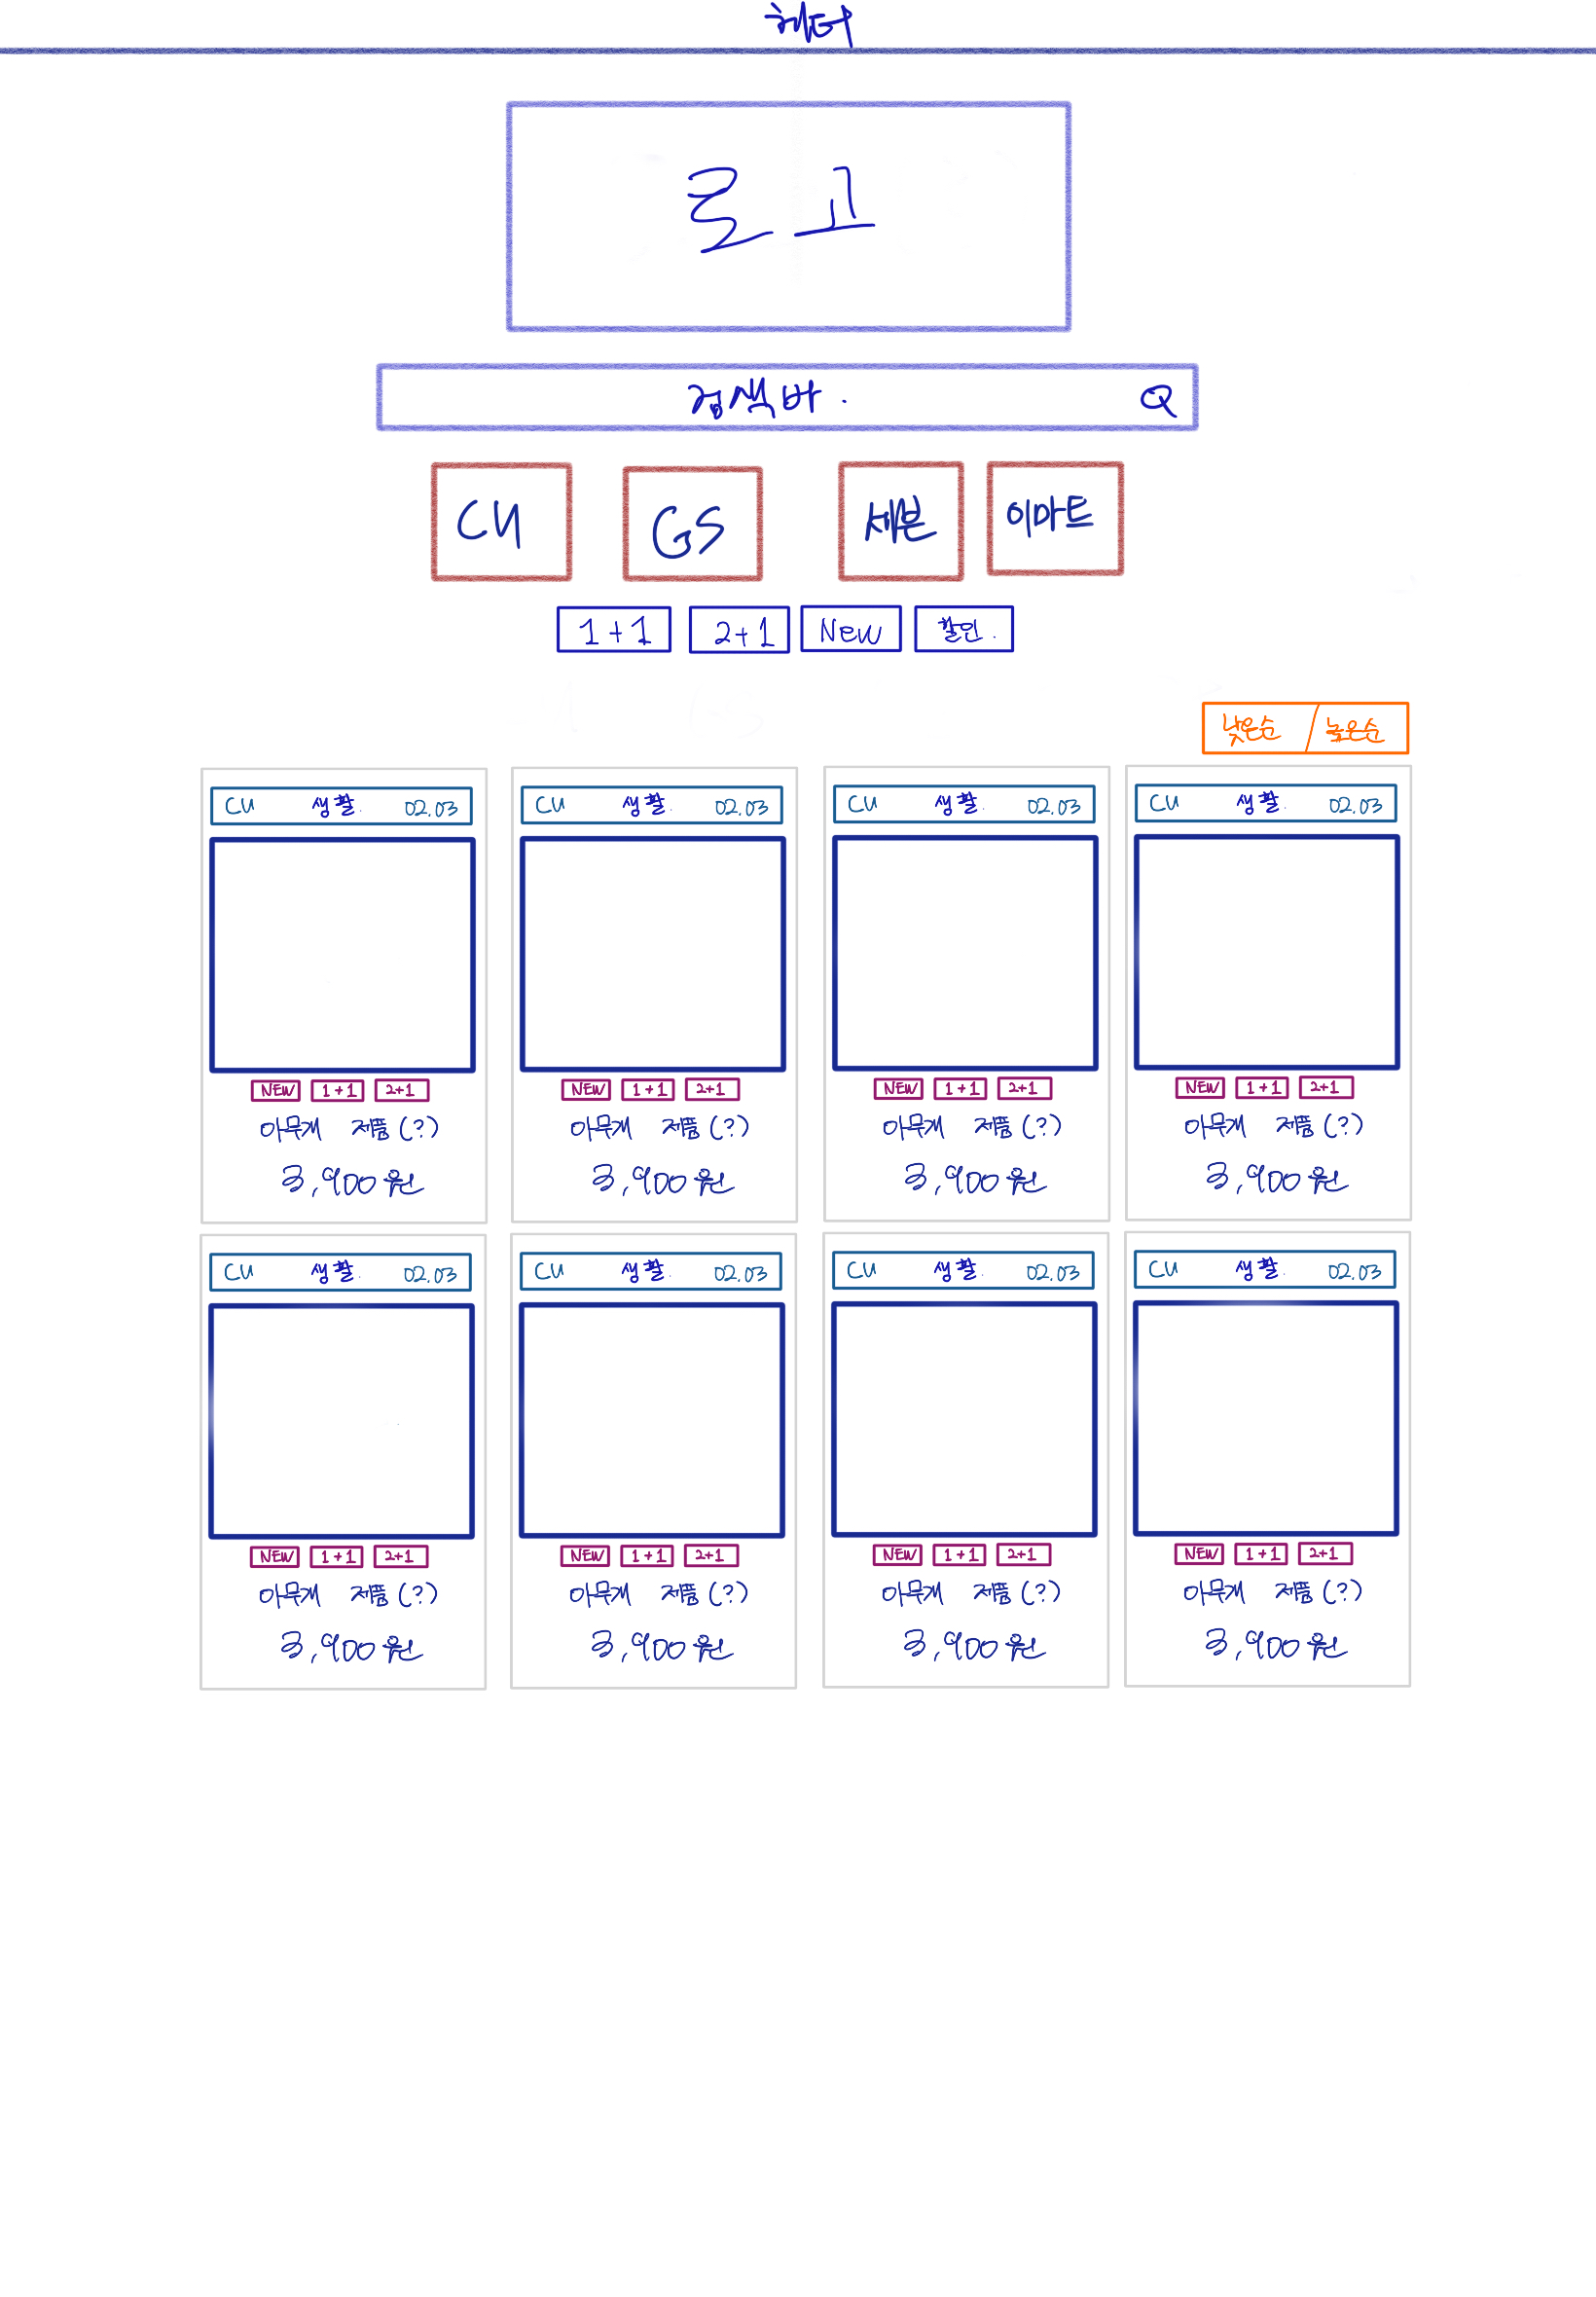 헤더
로고
검색바. Q
CU GS 세븐 이마트
1+1 2+1 New 할인.
낮은순 / 높은순
CU 생활. 02.03 CU 생활. 02.03 CU 생활. 02.03 CU 생활. 02.03
NEW 1+1 2+1 NEW 1+1 2+1 NEW 1+1 2+1 NEW 1+1 2+1
아무개 제품(?) 아무개 제품(?) 아무개 제품(?) 아무개 제품(?)
3,900원 3,900원 3,900원 3,900원
CU 생활. 02.03 CU 생활. 02.03 CU 생활. 02.03 CU 생활. 02.03
NEW 1+1 2+1 NEW 1+1 2+1 NEW 1+1 2+1 NEW 1+1 2+1
아무개 제품(?) 아무개 제품(?) 아무개 제품(?) 아무개 제품(?)
3,900원 3,900원 3,900원 3,900원